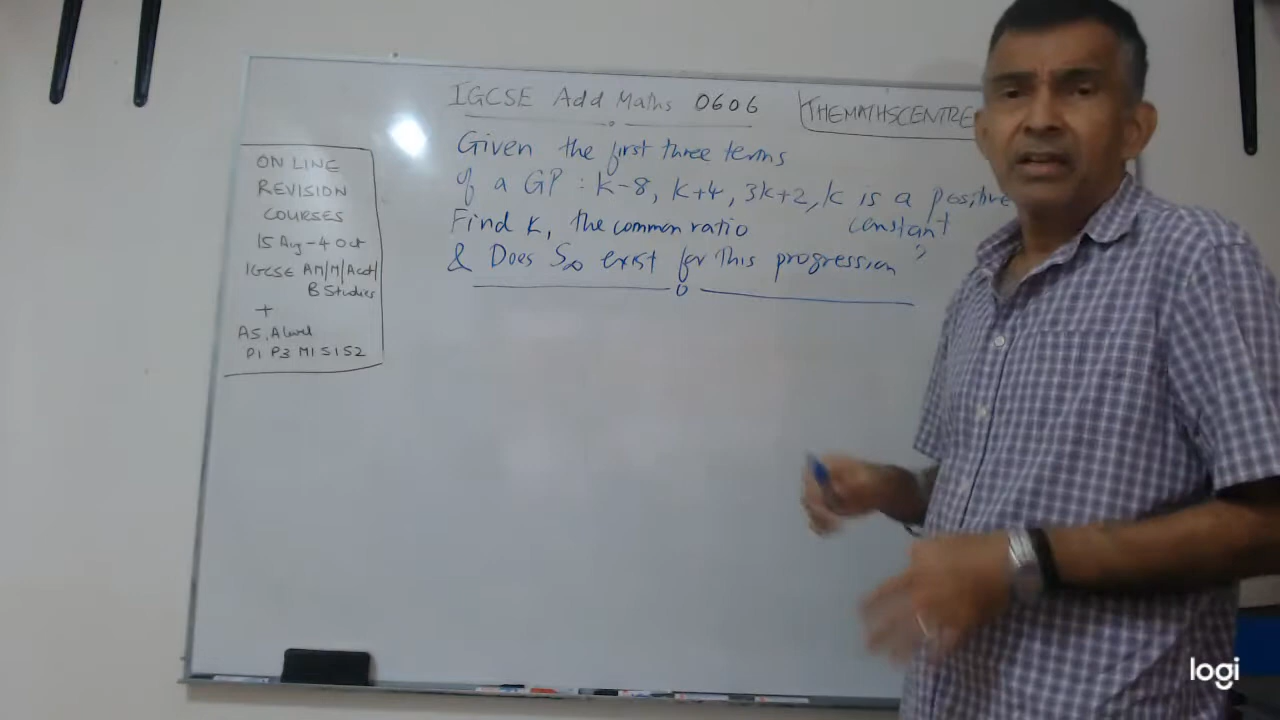 IGCSE Add Maths 0606
THEMATHSCENTRE
Given the first three terms
of a GP : k-8, k+4, 3k+2, k is a positive
constant
Find k, the common ratio
& Does S∞ exist for this progression ?
ON LINE
REVISION
COURSES
15 Aug - 4 Oct
IGCSE AM/M/Acct/
B Studies
+
AS, A level
P1 P3 M1 S1 S2
logi